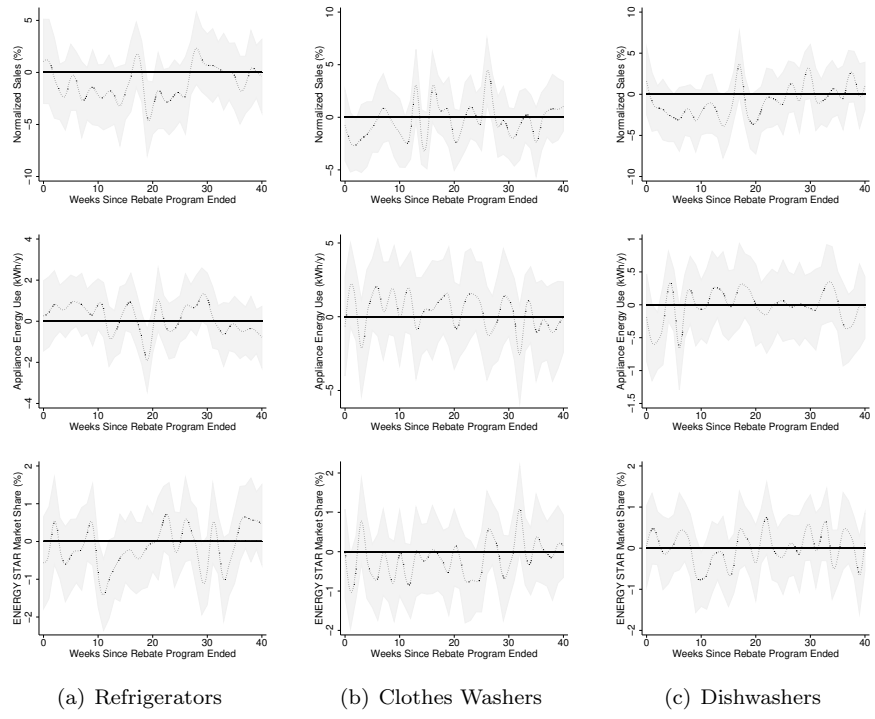 Normalized Sales (%)
5
0
−5
−10
0 10 20 30 40
Weeks Since Rebate Program Ended
Normalized Sales (%)
10
5
0
−5
0 10 20 30 40
Weeks Since Rebate Program Ended
Normalized Sales (%)
10
5
0
−5
−10
0 10 20 30 40
Weeks Since Rebate Program Ended
Appliance Energy Use (kWh/y)
4
2
0
−2
−4
0 10 20 30 40
Weeks Since Rebate Program Ended
Appliance Energy Use (kWh/y)
5
0
−5
0 10 20 30 40
Weeks Since Rebate Program Ended
Appliance Energy Use (kWh/y)
1
.5
0
−.5
−1
−1.5
0 10 20 30 40
Weeks Since Rebate Program Ended
ENERGY STAR Market Share (%)
2
1
0
−1
−2
0 10 20 30 40
Weeks Since Rebate Program Ended
ENERGY STAR Market Share (%)
2
1
0
−1
−2
0 10 20 30 40
Weeks Since Rebate Program Ended
ENERGY STAR Market Share (%)
2
1
0
−1
−2
0 10 20 30 40
Weeks Since Rebate Program Ended
(a) Refrigerators
(b) Clothes Washers
(c) Dishwashers